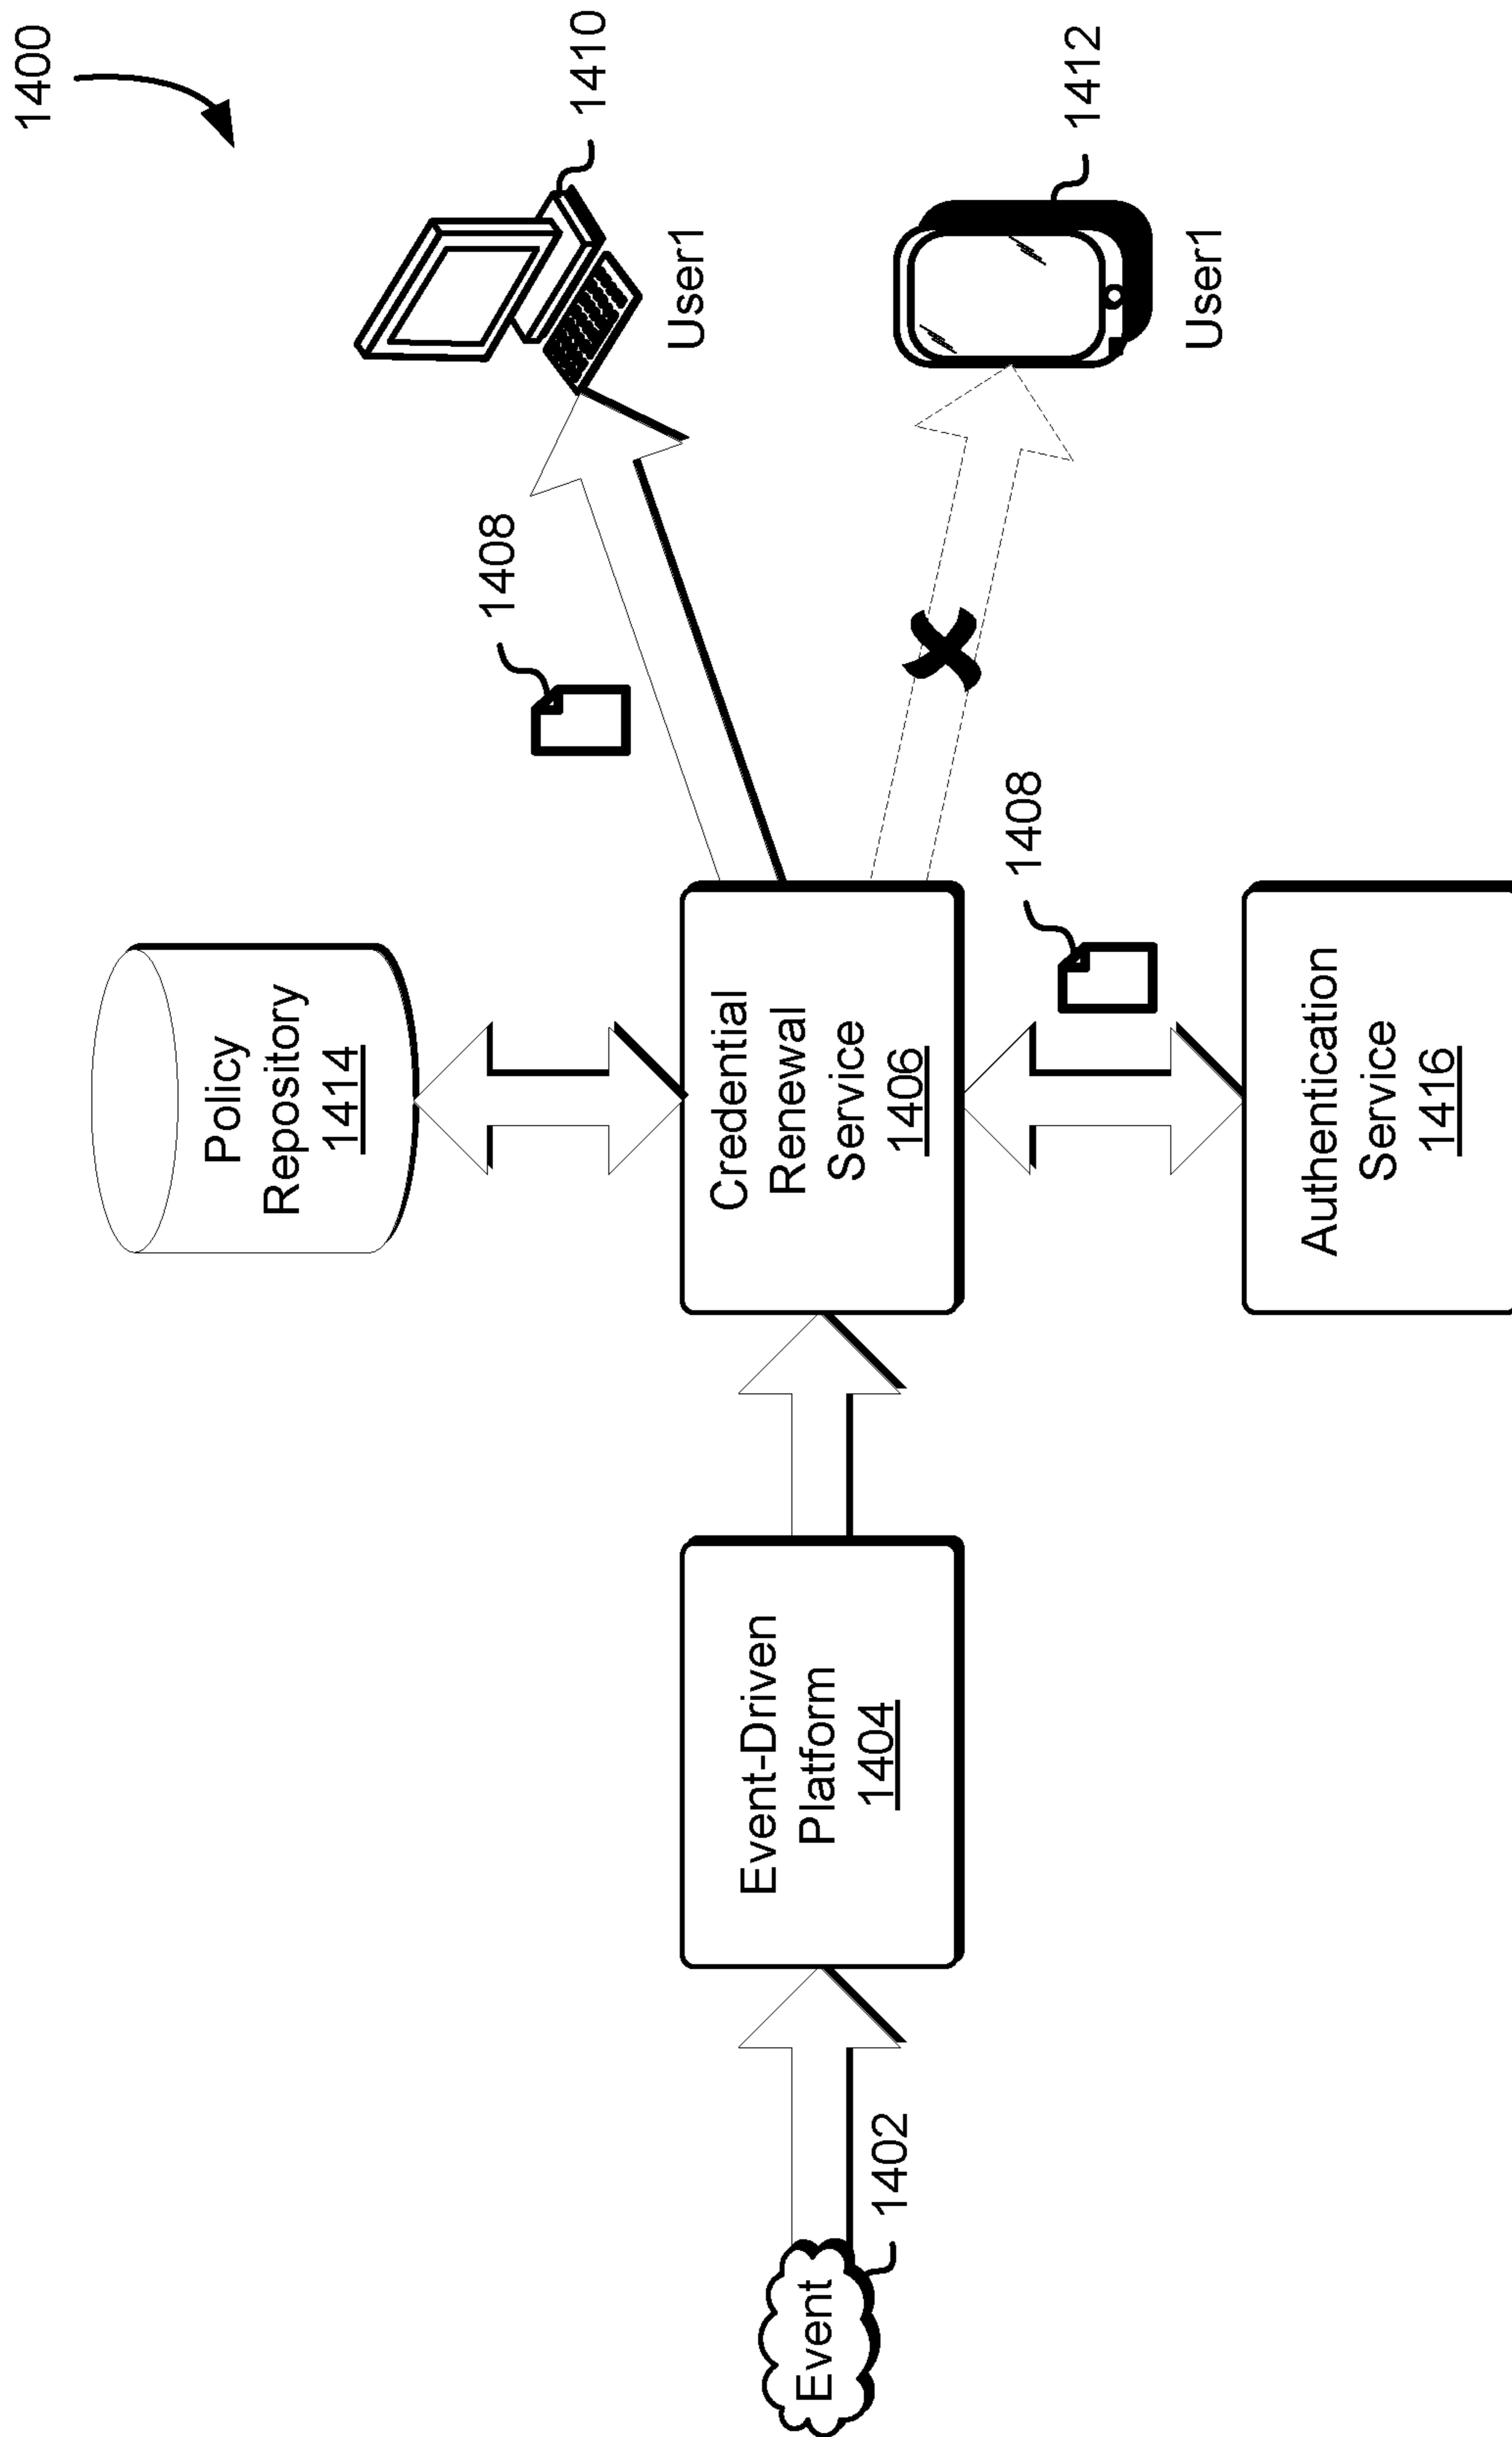 1400
Policy
Repository
1414
1408
1410
User1
Event
1402
Event-Driven
Platform
1404
Credential
Renewal
Service
1406
1412
User1
1408
Authentication
Service
1416